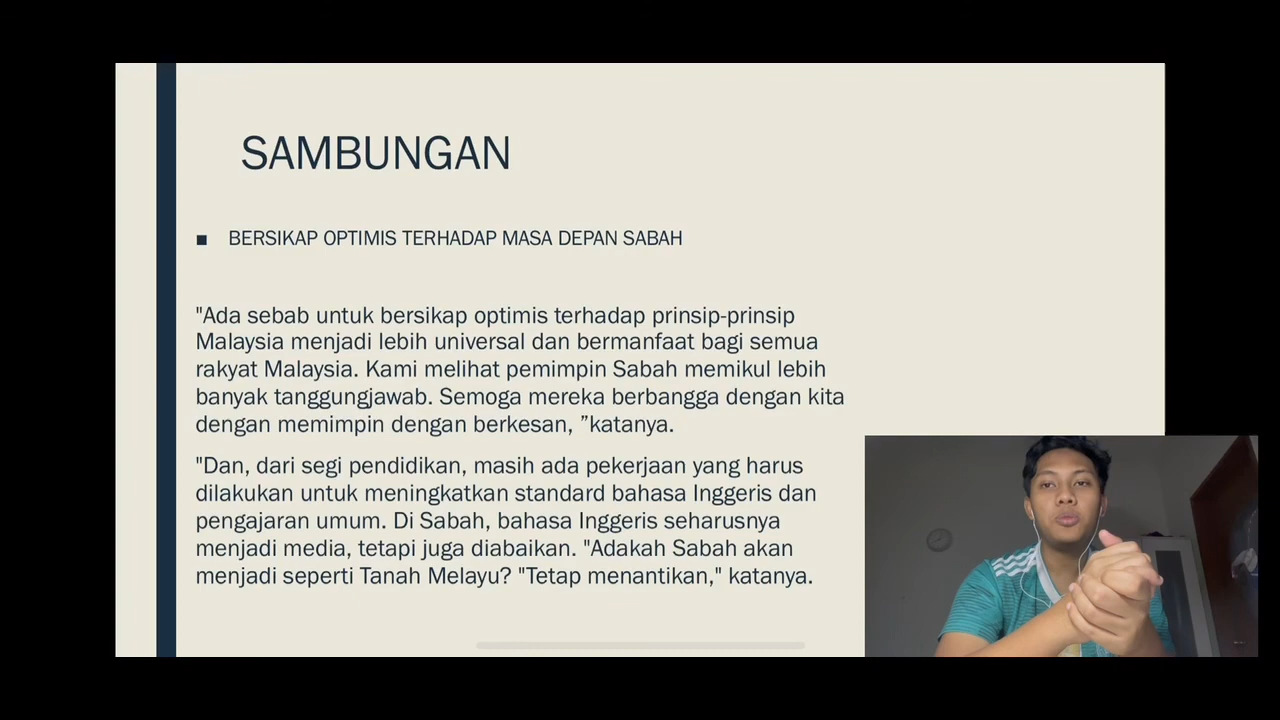 SAMBUNGAN
■ BERSIKAP OPTIMIS TERHADAP MASA DEPAN SABAH
"Ada sebab untuk bersikap optimis terhadap prinsip-prinsip
Malaysia menjadi lebih universal dan bermanfaat bagi semua
rakyat Malaysia. Kami melihat pemimpin Sabah memikul lebih
banyak tanggungjawab. Semoga mereka berbangga dengan kita
dengan memimpin dengan berkesan, ”katanya.
"Dan, dari segi pendidikan, masih ada pekerjaan yang harus
dilakukan untuk meningkatkan standard bahasa Inggeris dan
pengajaran umum. Di Sabah, bahasa Inggeris seharusnya
menjadi media, tetapi juga diabaikan. "Adakah Sabah akan
menjadi seperti Tanah Melayu? "Tetap menantikan," katanya.